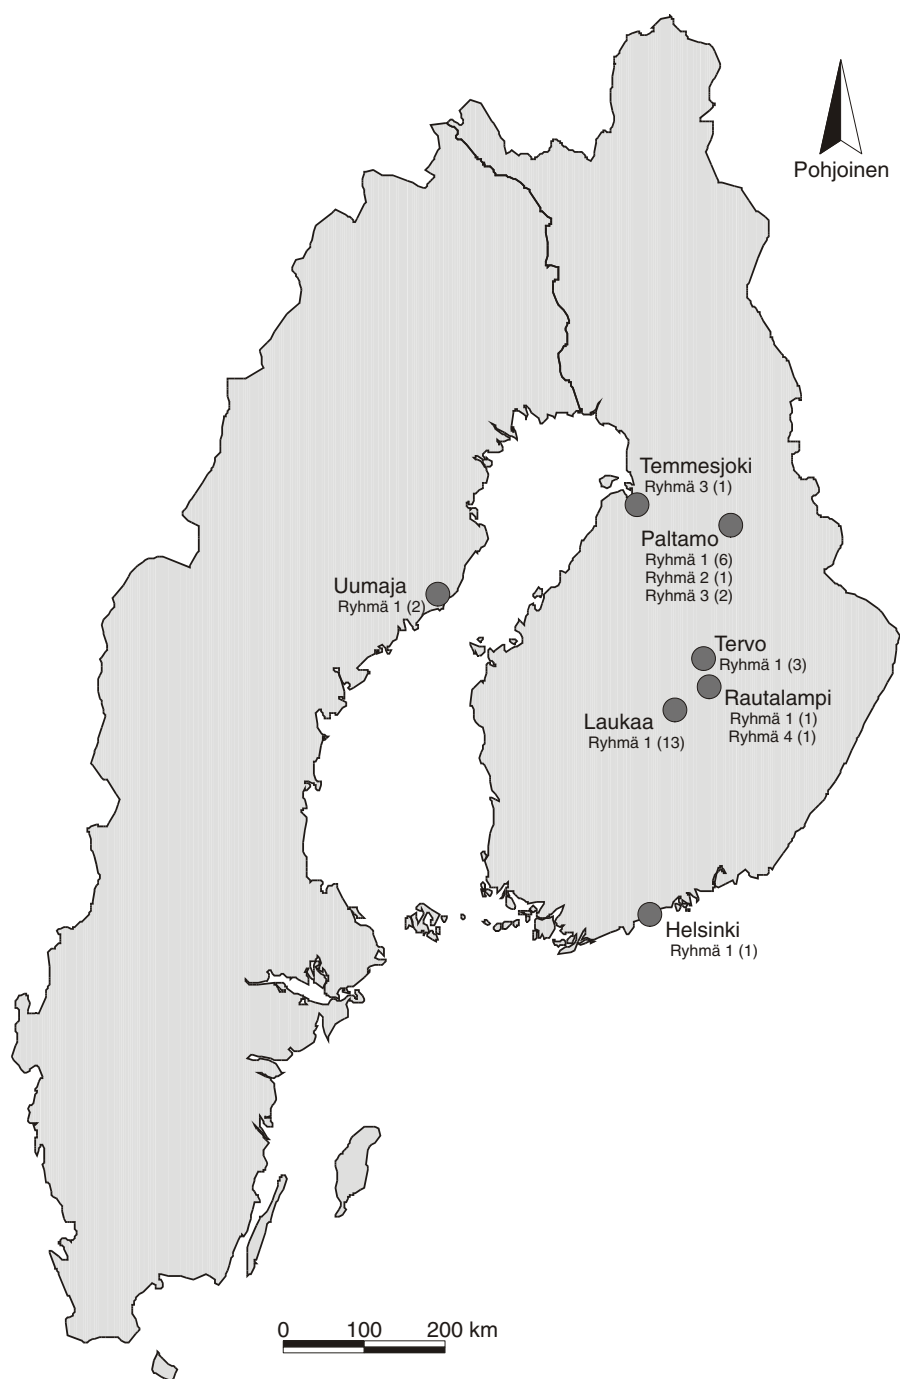 Pohjoinen
Temmesjoki
Ryhmä 3 (1)
Paltamo
Ryhmä 1 (6)
Ryhmä 2 (1)
Ryhmä 3 (2)
Uumaja
Ryhmä 1 (2)
Tervo
Ryhmä 1 (3)
Rautalampi
Ryhmä 1 (1)
Ryhmä 4 (1)
Laukaa
Ryhmä 1 (13)
Helsinki
Ryhmä 1 (1)
0 100 200 km